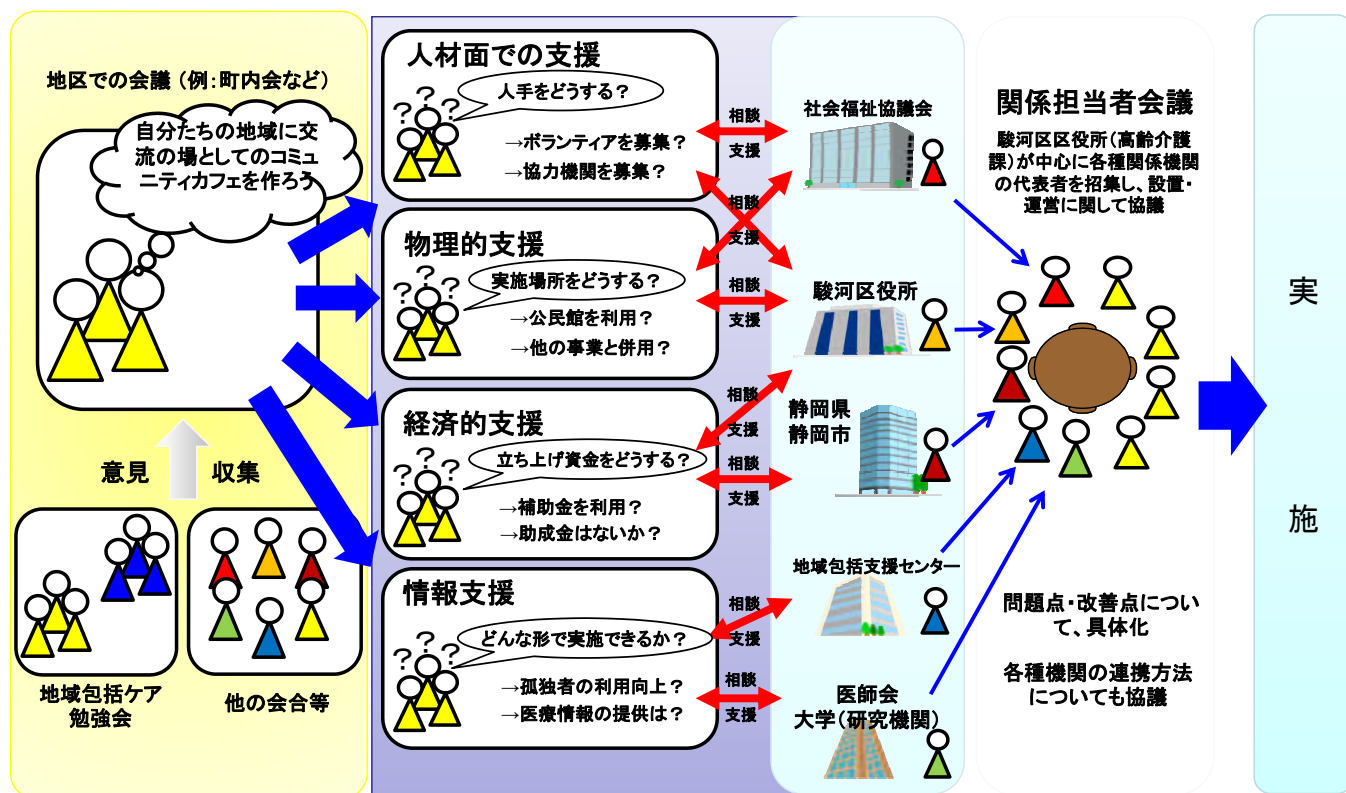 地区での会議（例：町内会など）
自分たちの地域に交
流の場としてのコミュ
ニティカフェを作ろう
意見 収集
地域包括ケア
勉強会
他の会合等
人材面での支援
？？？
人手をどうする？
→ボランティアを募集？
→協力機関を募集？
物理的支援
？？？
実施場所をどうする？
→公民館を利用？
→他の事業と併用？
経済的支援
？？？
立ち上げ資金をどうする？
→補助金を利用？
→助成金はないか？
情報支援
？？？
どんな形で実施できるか？
→孤独者の利用向上？
→医療情報の提供は？
相談
支援
相談
支援
相談
支援
相談
支援
相談
支援
相談
支援
相談
支援
社会福祉協議会
駿河区役所
静岡県
静岡市
地域包括支援センター
医師会
大学（研究機関）
関係担当者会議
駿河区区役所（高齢介護
課）が中心に各種関係機関
の代表者を招集し、設置・
運営に関して協議
問題点・改善点につい
て、具体化
各種機関の連携方法
についても協議
実
施